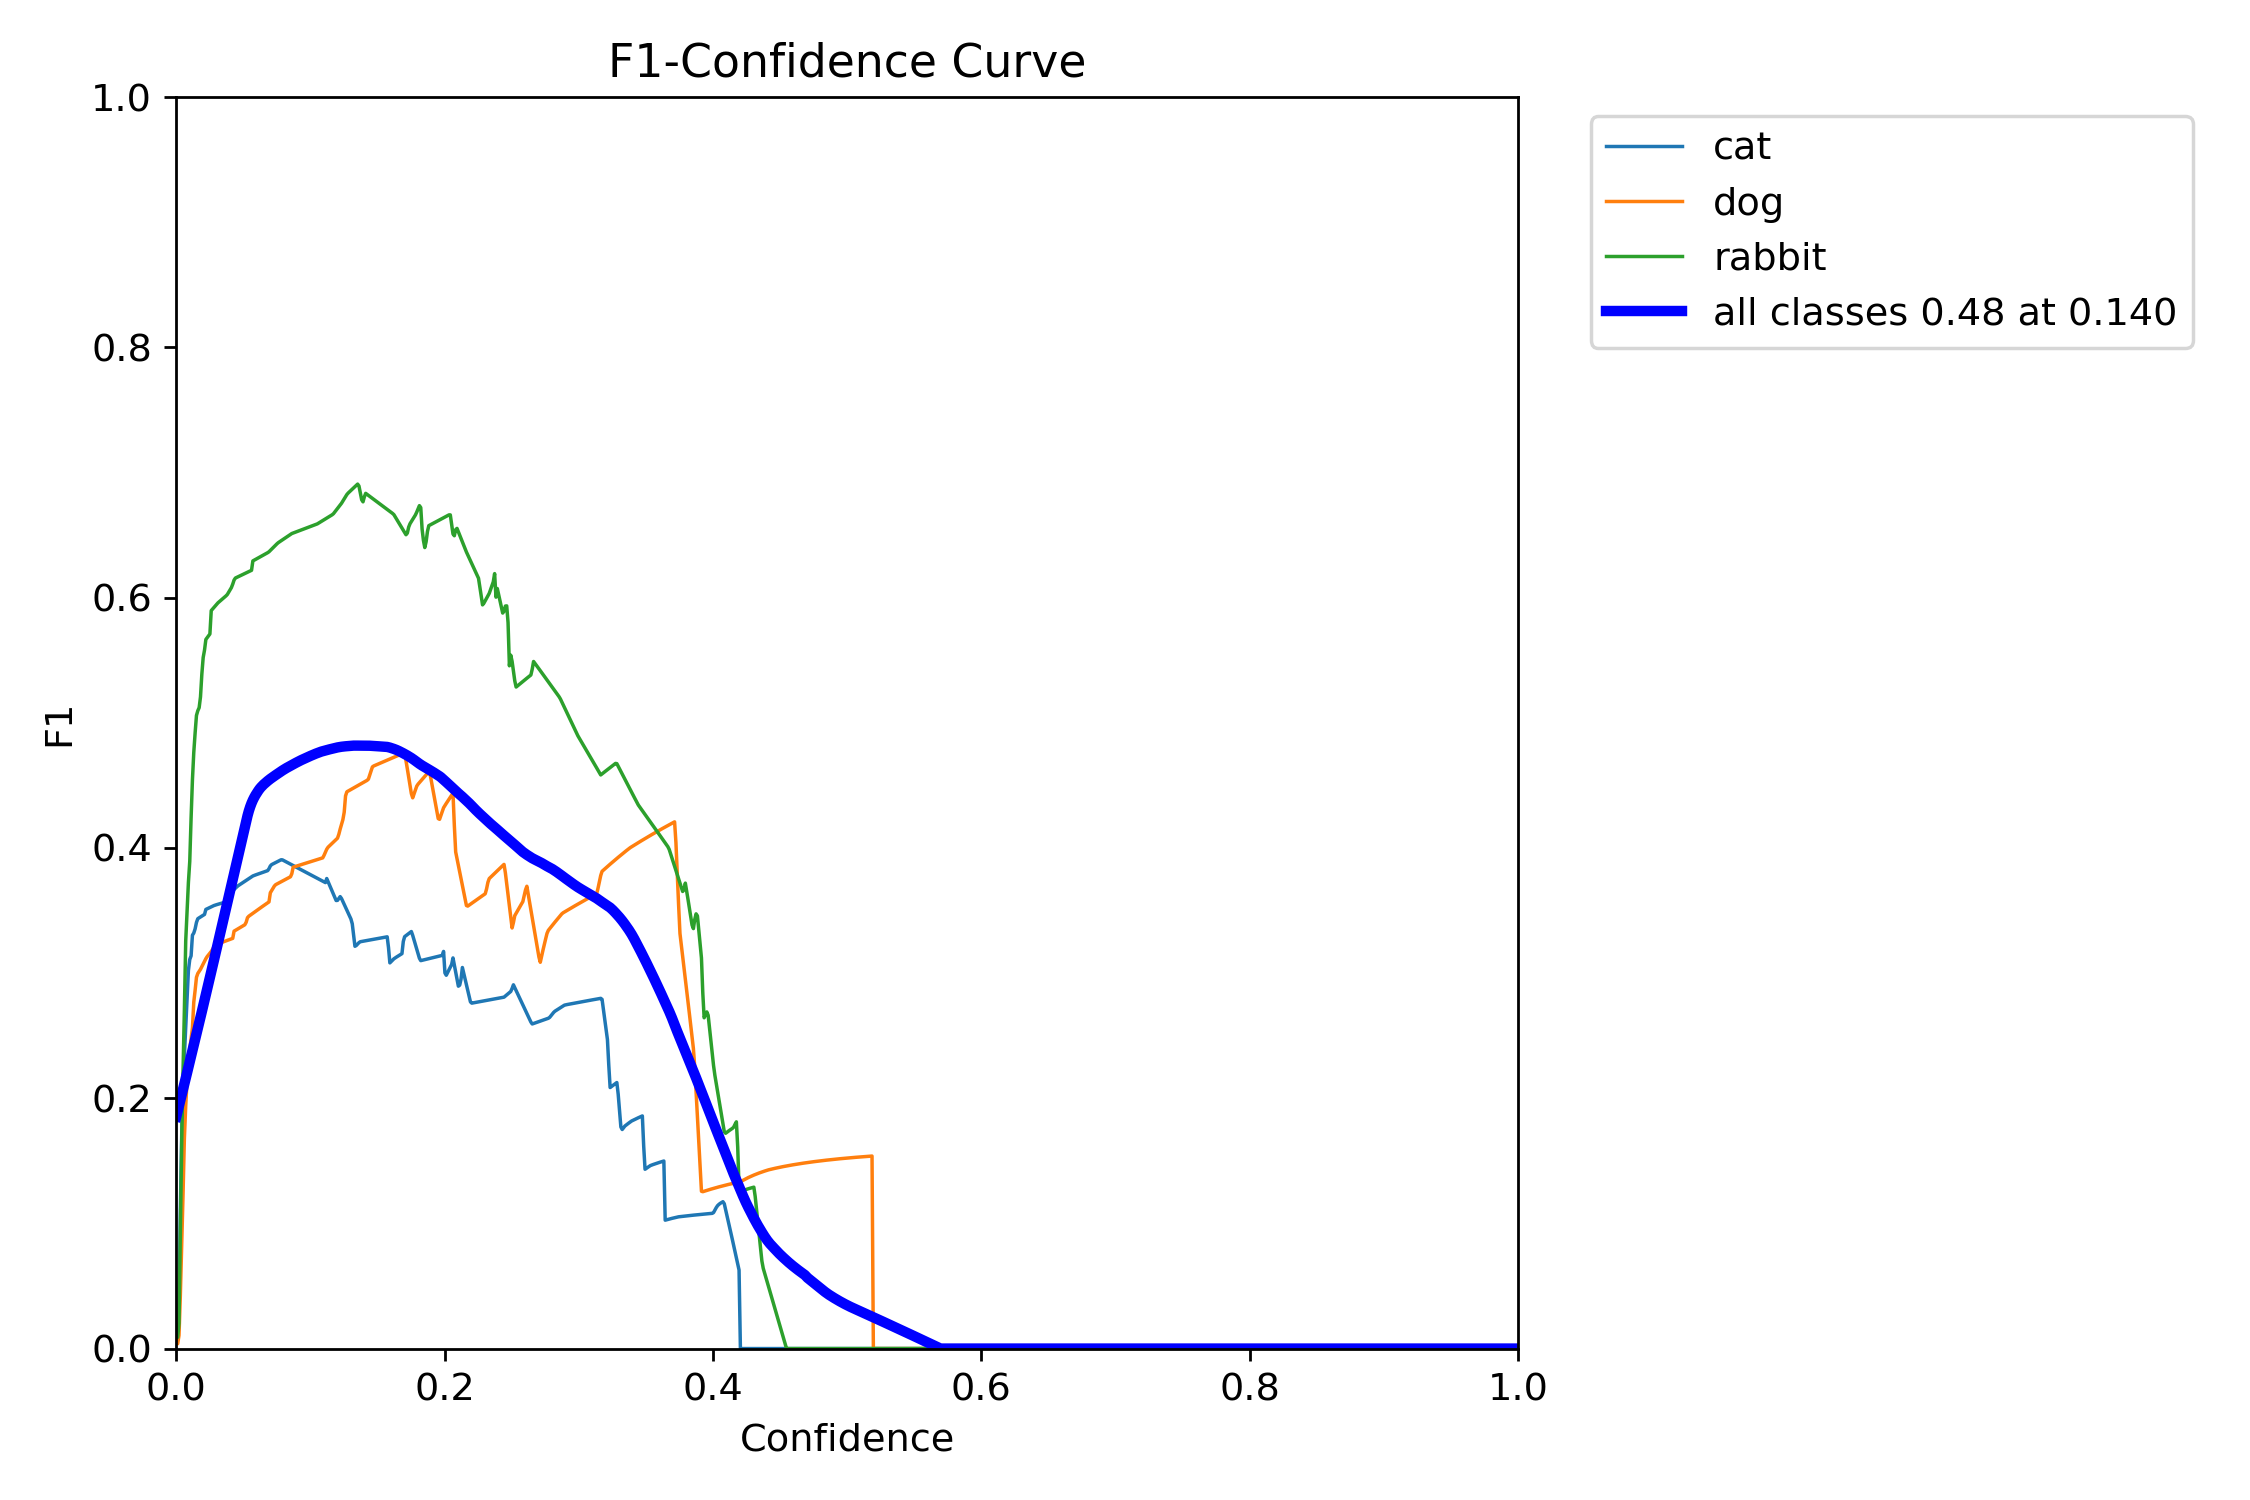 F1-Confidence Curve
1.0
0.8
0.6
0.4
0.2
0.0
F1
0.0 0.2 0.4 0.6 0.8 1.0
Confidence
cat
dog
rabbit
all classes 0.48 at 0.140